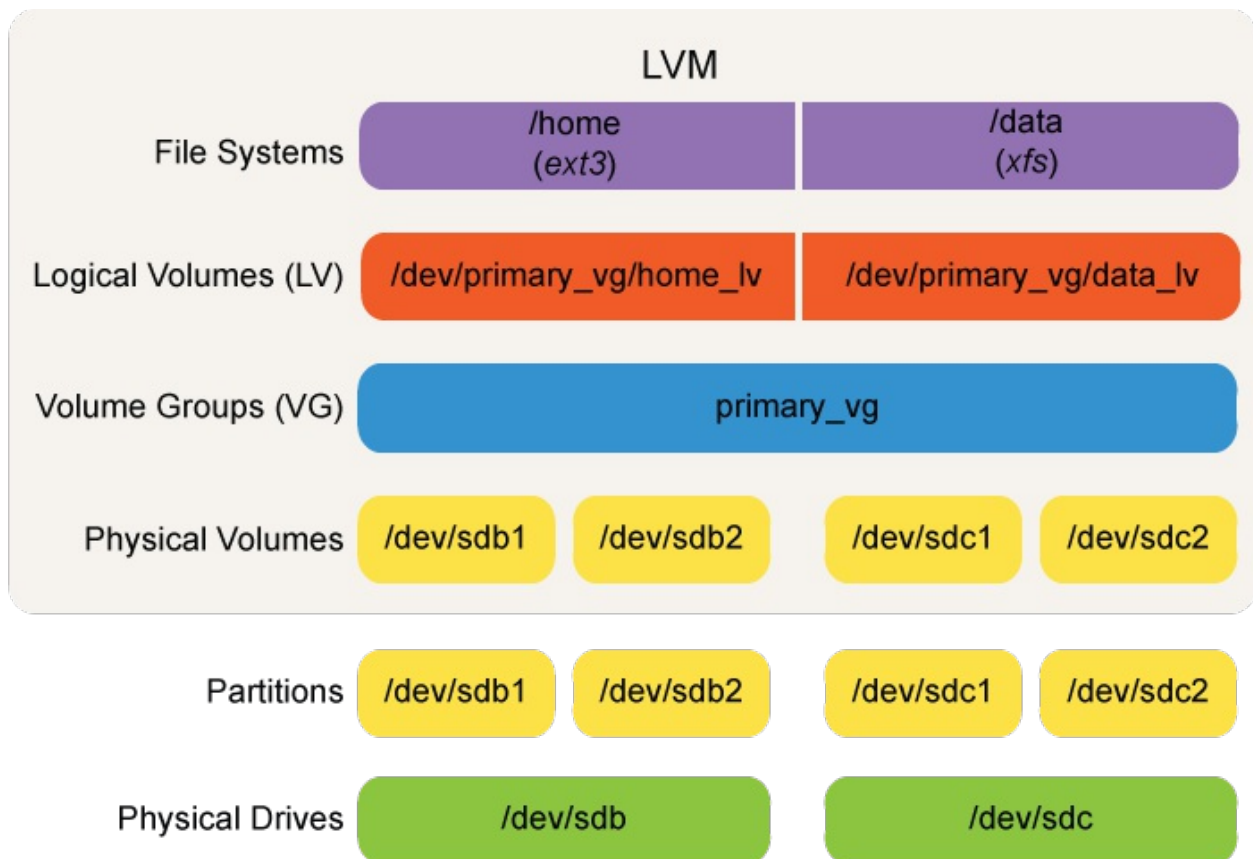 LVM
File Systems
/home
(ext3)
/data
(xfs)
Logical Volumes (LV)
/dev/primary_vg/home_lv
/dev/primary_vg/data_lv
Volume Groups (VG)
primary_vg
Physical Volumes
/dev/sdb1
/dev/sdb2
/dev/sdc1
/dev/sdc2
Partitions
/dev/sdb1
/dev/sdb2
/dev/sdc1
/dev/sdc2
Physical Drives
/dev/sdb
/dev/sdc